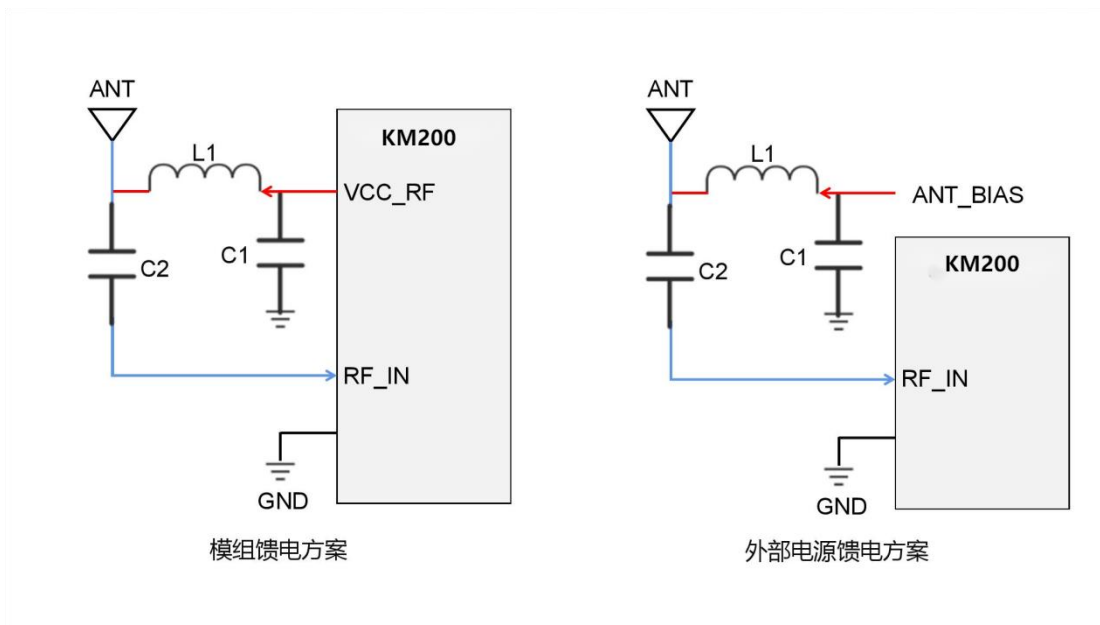 ANT
L1
KM200
VCC_RF
C1
C2
RF_IN
GND
模组馈电方案
ANT
L1
ANT_BIAS
C1
C2
KM200
RF_IN
GND
外部电源馈电方案